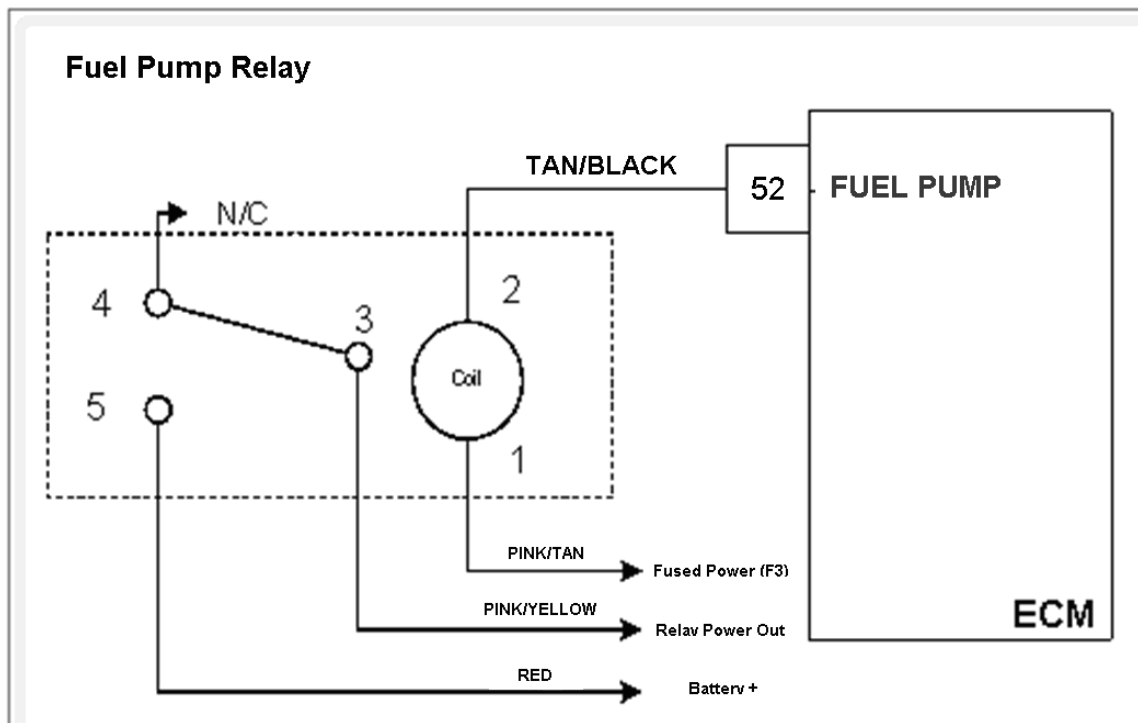 Fuel Pump Relay
TAN/BLACK
52
FUEL PUMP
N/C
4
3
2
5
Coil
1
PINK/TAN
Fused Power (F3)
PINK/YELLOW
Relay Power Out
ECM
RED
Battery +